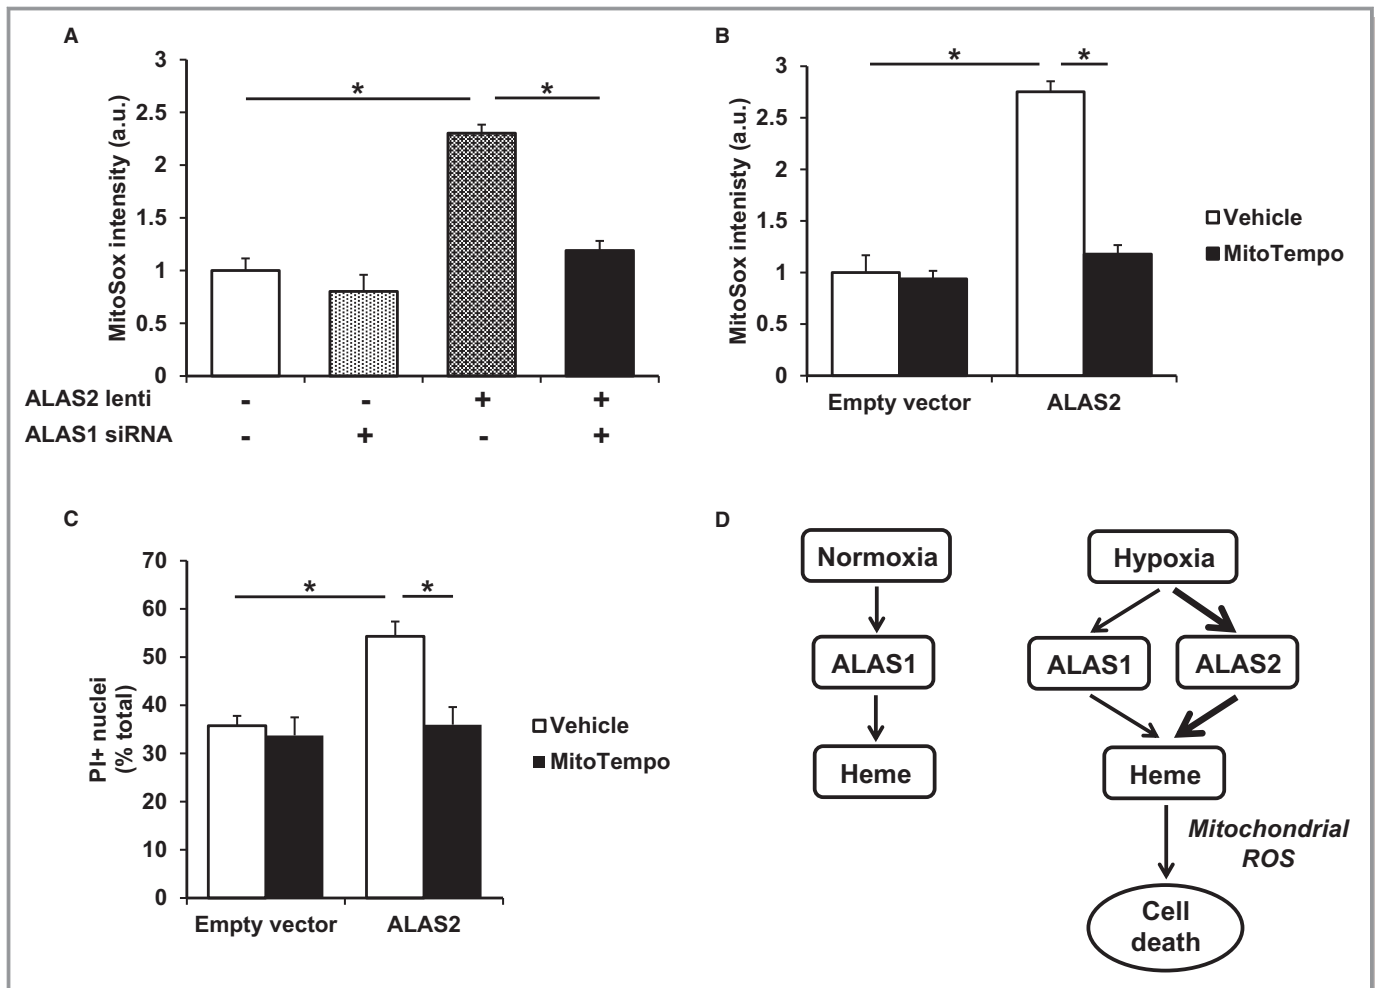 A
MitoSox intensity (a.u.)
3
2.5
2
1.5
1
0.5
0
*
*
ALAS2 lenti - - + +
ALAS1 siRNA - + - +
B
MitoSox intenisty (a.u.)
3
2.5
2
1.5
1
0.5
0
*
*
Empty vector ALAS2
Vehicle
MitoTempo
C
PI+ nuclei
(% total)
70
60
50
40
30
20
10
0
*
*
Empty vector ALAS2
Vehicle
MitoTempo
D
Normoxia
ALAS1
Heme
Hypoxia
ALAS1 ALAS2
Heme
Mitochondrial
ROS
Cell
death